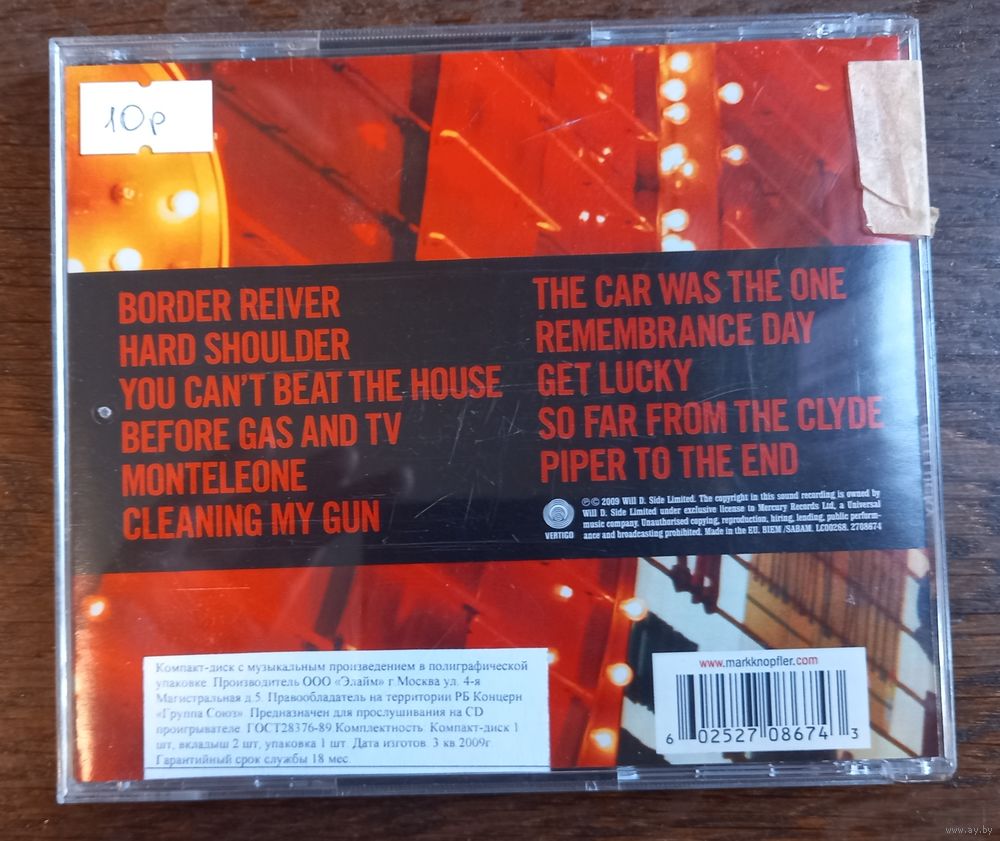 10р
BORDER REIVER
HARD SHOULDER
YOU CAN'T BEAT THE HOUSE
BEFORE GAS AND TV
MONTELEONE
CLEANING MY GUN
THE CAR WAS THE ONE
REMEMBRANCE DAY
GET LUCKY
SO FAR FROM THE CLYDE
PIPER TO THE END
VERTIGO
℗© 2009 Will D. Side Limited. The copyright in this sound recording is owned by
Will D. Side Limited under exclusive license to Mercury Records Ltd, a Universal
music company. Unauthorised copying, reproduction, hiring, lending, public perform-
ance and broadcasting prohibited. Made in the EU. BIEM/SABAM. LC00268. 2708674
Компакт-диск с музыкальным произведением в полиграфической
упаковке. Производитель ООО «Элайм» г Москва ул. 4-я
Магистральная д.5. Правообладатель на территории РБ Концерн
«Группа Союз». Предназначен для прослушивания на CD
проигрывателе. ГОСТ28376-89 Комплектность. Компакт-диск 1
шт, вкладыш 2 шт, упаковка 1 шт. Дата изготов. 3 кв 2009г.
Гарантийный срок службы 18 мес.
www.markknopfler.com
6 02527 08674 3
www.ay.by